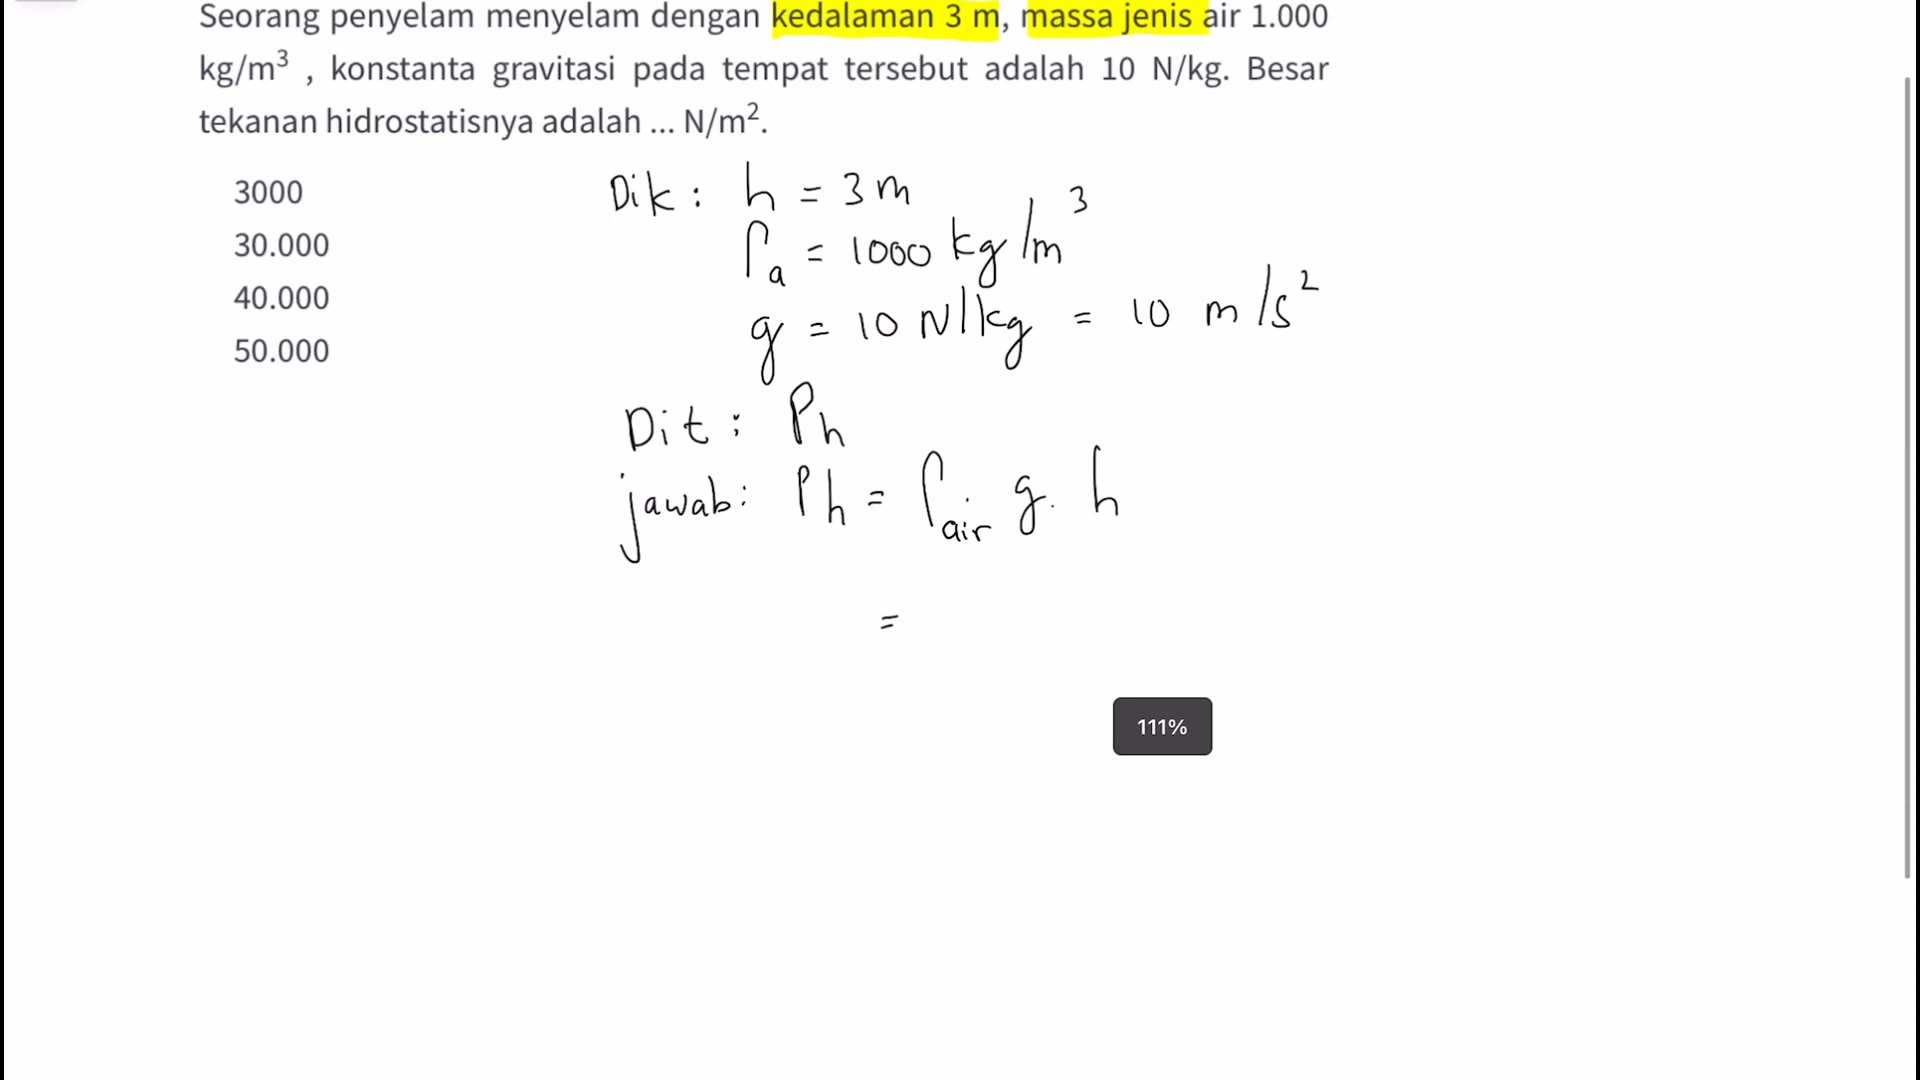 Seorang penyelam menyelam dengan kedalaman 3 m, massa jenis air 1.000
kg/m³ , konstanta gravitasi pada tempat tersebut adalah 10 N/kg. Besar
tekanan hidrostatisnya adalah ... N/m².
3000
30.000
40.000
50.000
Dik : h = 3 m
ρa = 1000 kg/m³
g = 10 N/kg = 10 m/s²
Dit : Ph
jawab: Ph = ρair g. h
=
111%